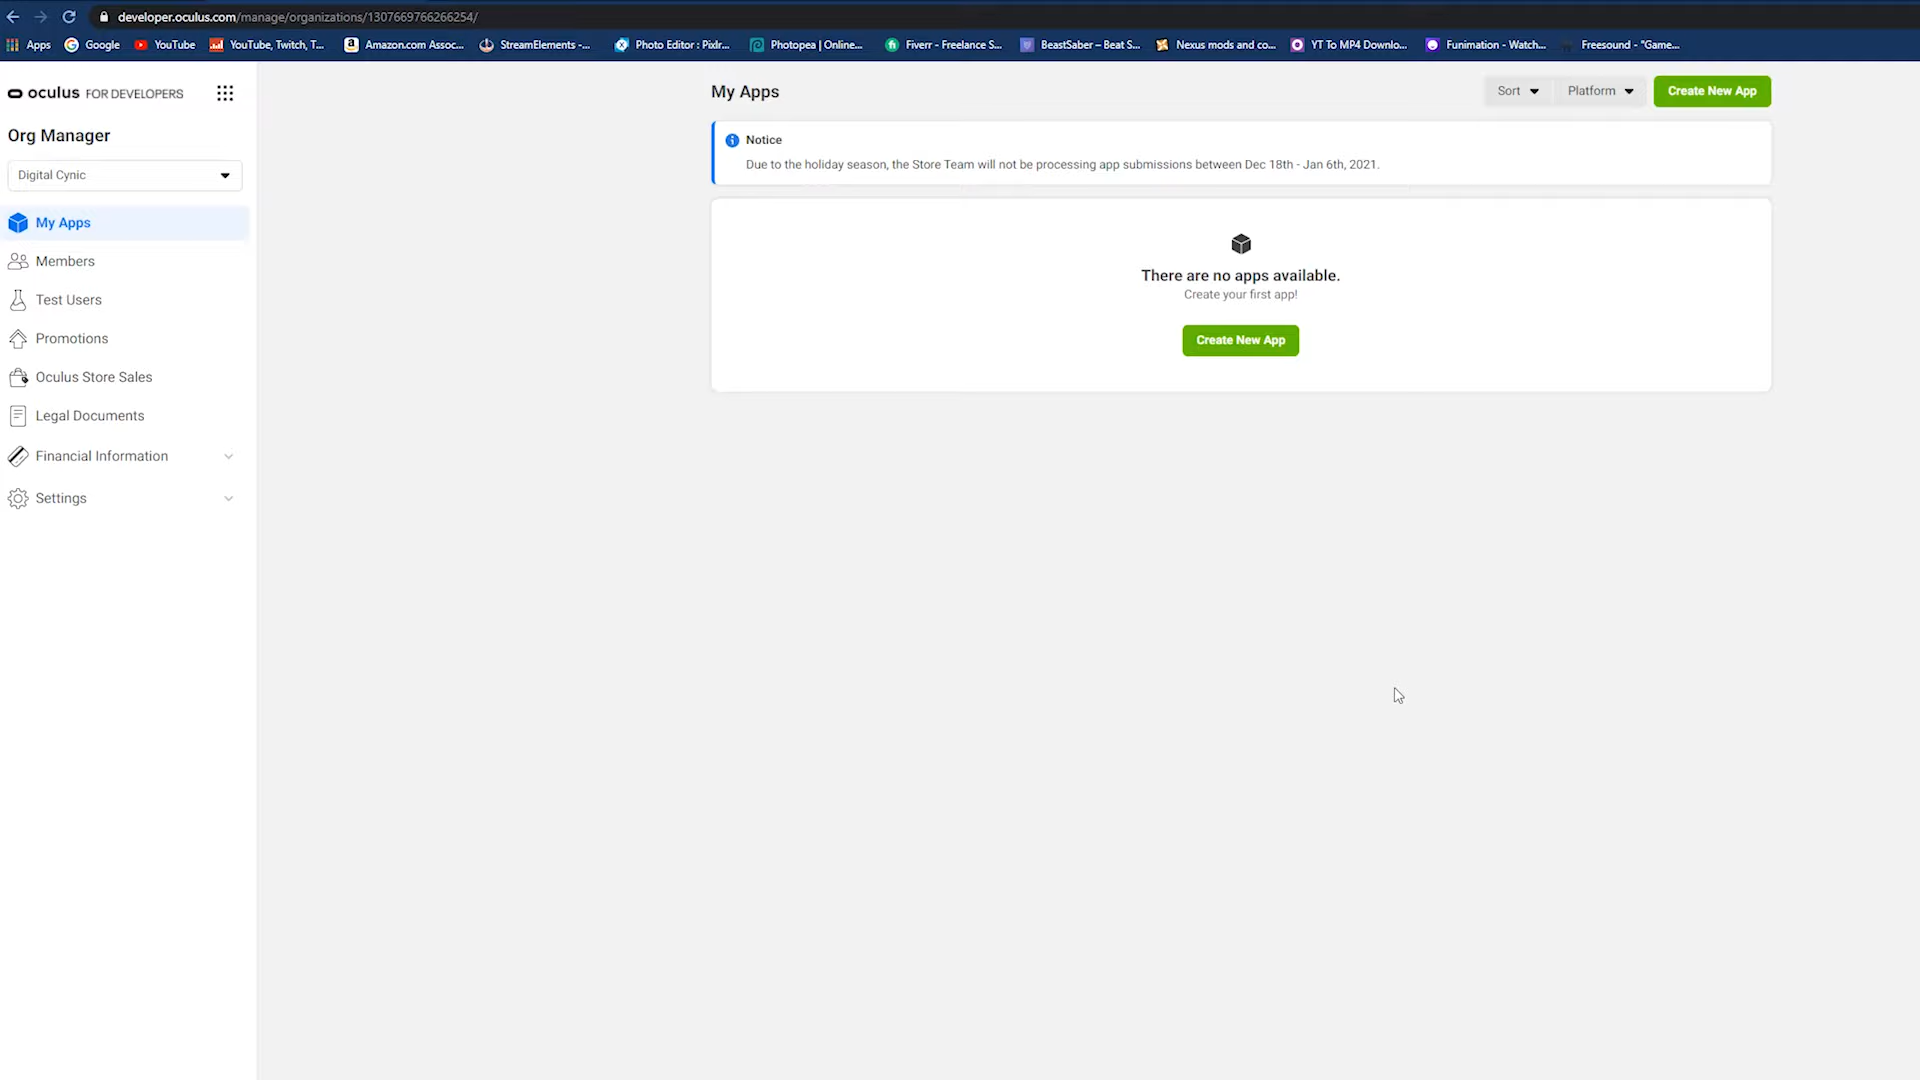 developer.oculus.com/manage/organizations/1307669766266254/
Apps Google YouTube YouTube, Twitch, T... Amazon.com Assoc... StreamElements -... Photo Editor : Pixlr... Photopea | Online... Fiverr - Freelance S... BeastSaber – Beat S... Nexus mods and co... YT To MP4 Downlo... Funimation - Watch... Freesound - "Game...
oculus FOR DEVELOPERS
Org Manager
Digital Cynic
My Apps
Members
Test Users
Promotions
Oculus Store Sales
Legal Documents
Financial Information
Settings
My Apps
Sort Platform Create New App
Notice
Due to the holiday season, the Store Team will not be processing app submissions between Dec 18th - Jan 6th, 2021.
There are no apps available.
Create your first app!
Create New App